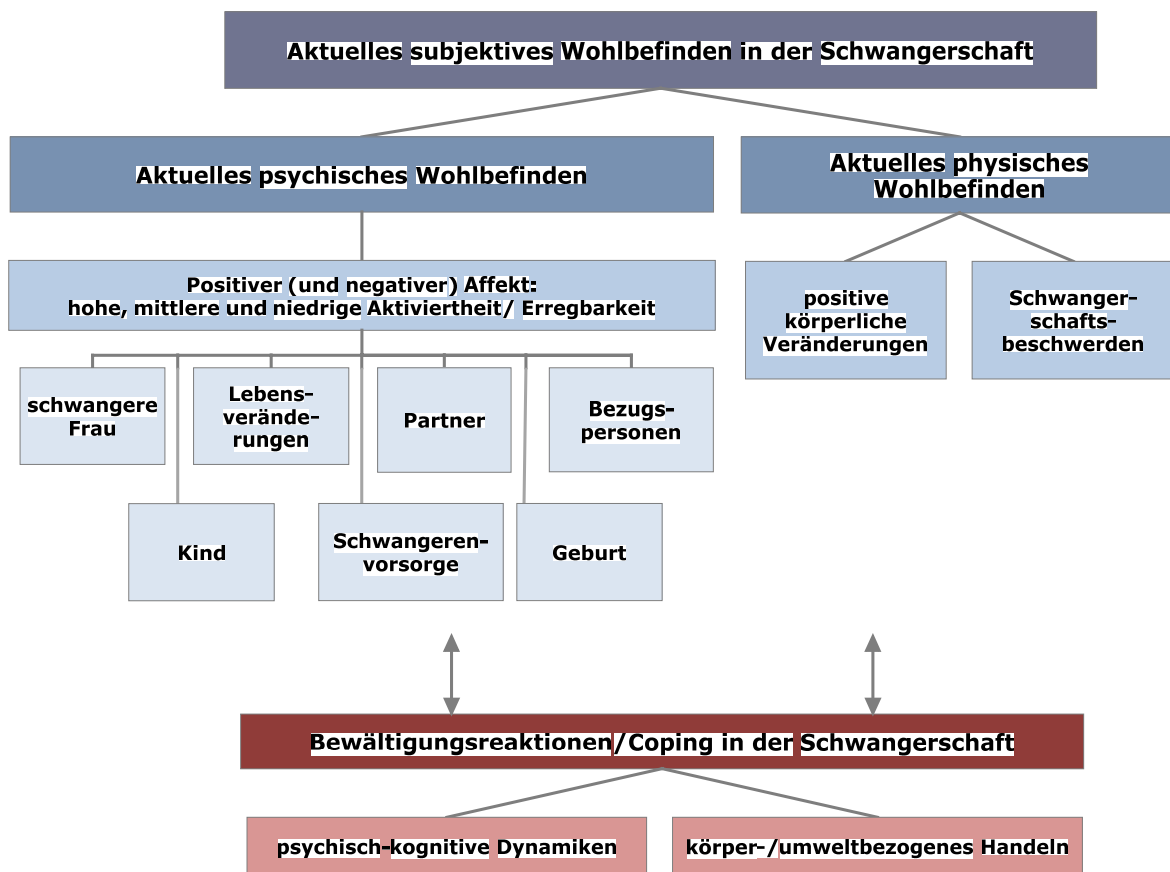 Aktuelles subjektives Wohlbefinden in der Schwangerschaft
Aktuelles psychisches Wohlbefinden
Aktuelles physisches
Wohlbefinden
Positiver (und negativer) Affekt:
hohe, mittlere und niedrige Aktiviertheit/ Erregbarkeit
positive
körperliche
Veränderungen
Schwanger-
schafts-
beschwerden
schwangere
Frau
Lebens-
verände-
rungen
Partner
Bezugs-
personen
Kind
Schwangeren-
vorsorge
Geburt
Bewältigungsreaktionen/Coping in der Schwangerschaft
psychisch-kognitive Dynamiken
körper-/umweltbezogenes Handeln